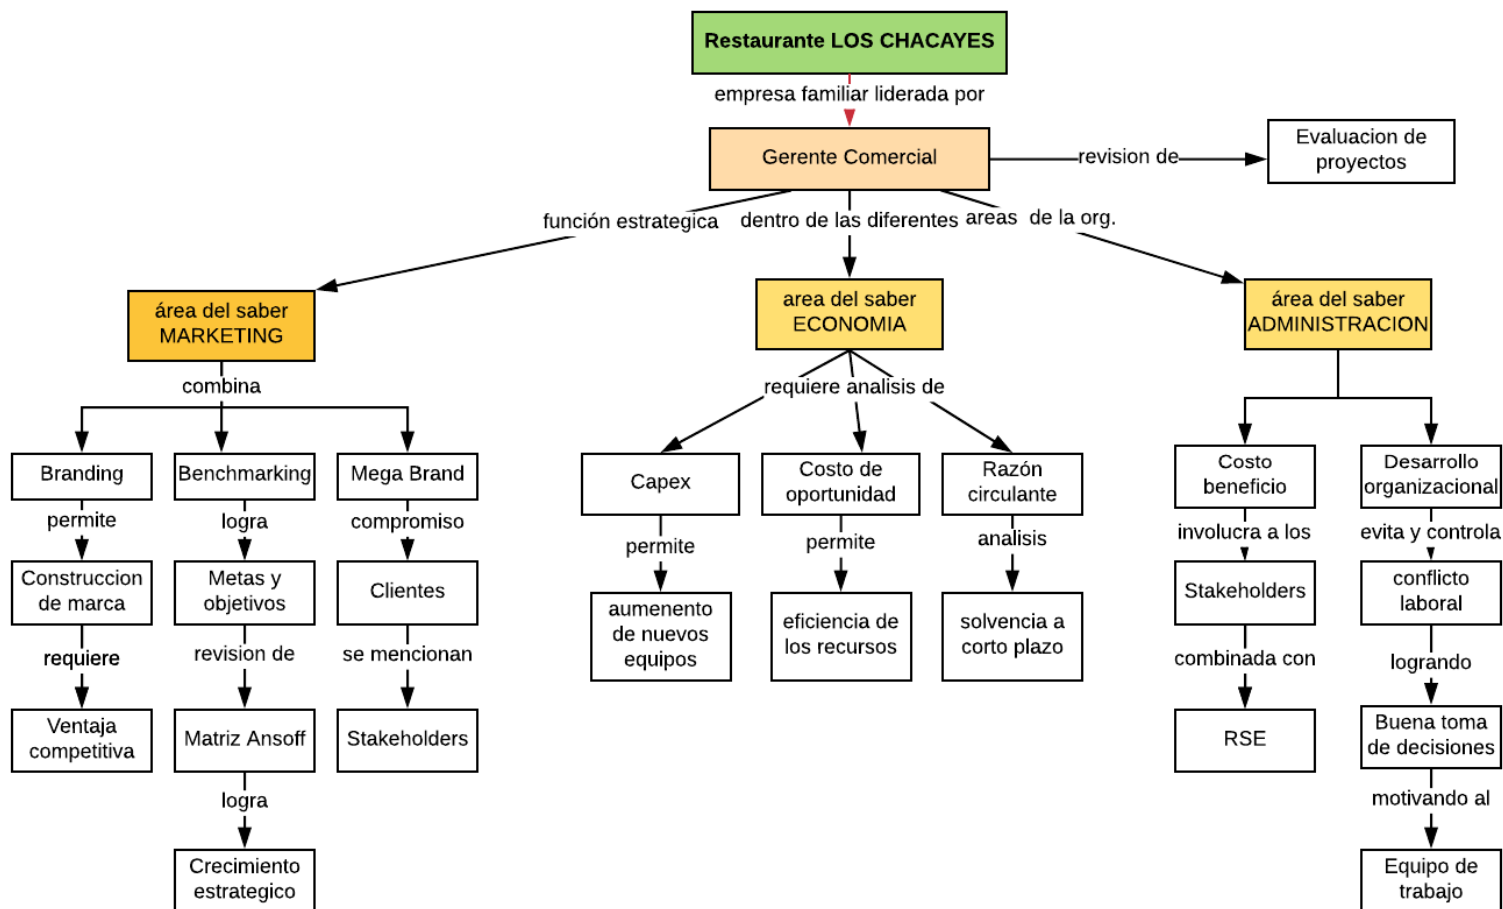 Restaurante LOS CHACAYES
empresa familiar liderada por
Gerente Comercial
revision de
Evaluacion de
proyectos
función estrategica
dentro de las diferentes
areas  de la org.
área del saber
MARKETING
area del saber
ECONOMIA
área del saber
ADMINISTRACION
combina
requiere analisis de
Branding
Benchmarking
Mega Brand
Capex
Costo de
oportunidad
Razón
circulante
Costo
beneficio
Desarrollo
organizacional
permite
logra
compromiso
permite
permite
analisis
involucra a los
evita y controla
Construccion
de marca
Metas y
objetivos
Clientes
aumenento
de nuevos
equipos
eficiencia de
los recursos
solvencia a
corto plazo
Stakeholders
conflicto
laboral
requiere
revision de
se mencionan
combinada con
logrando
Ventaja
competitiva
Matriz Ansoff
Stakeholders
RSE
Buena toma
de decisiones
logra
motivando al
Crecimiento
estrategico
Equipo de
trabajo